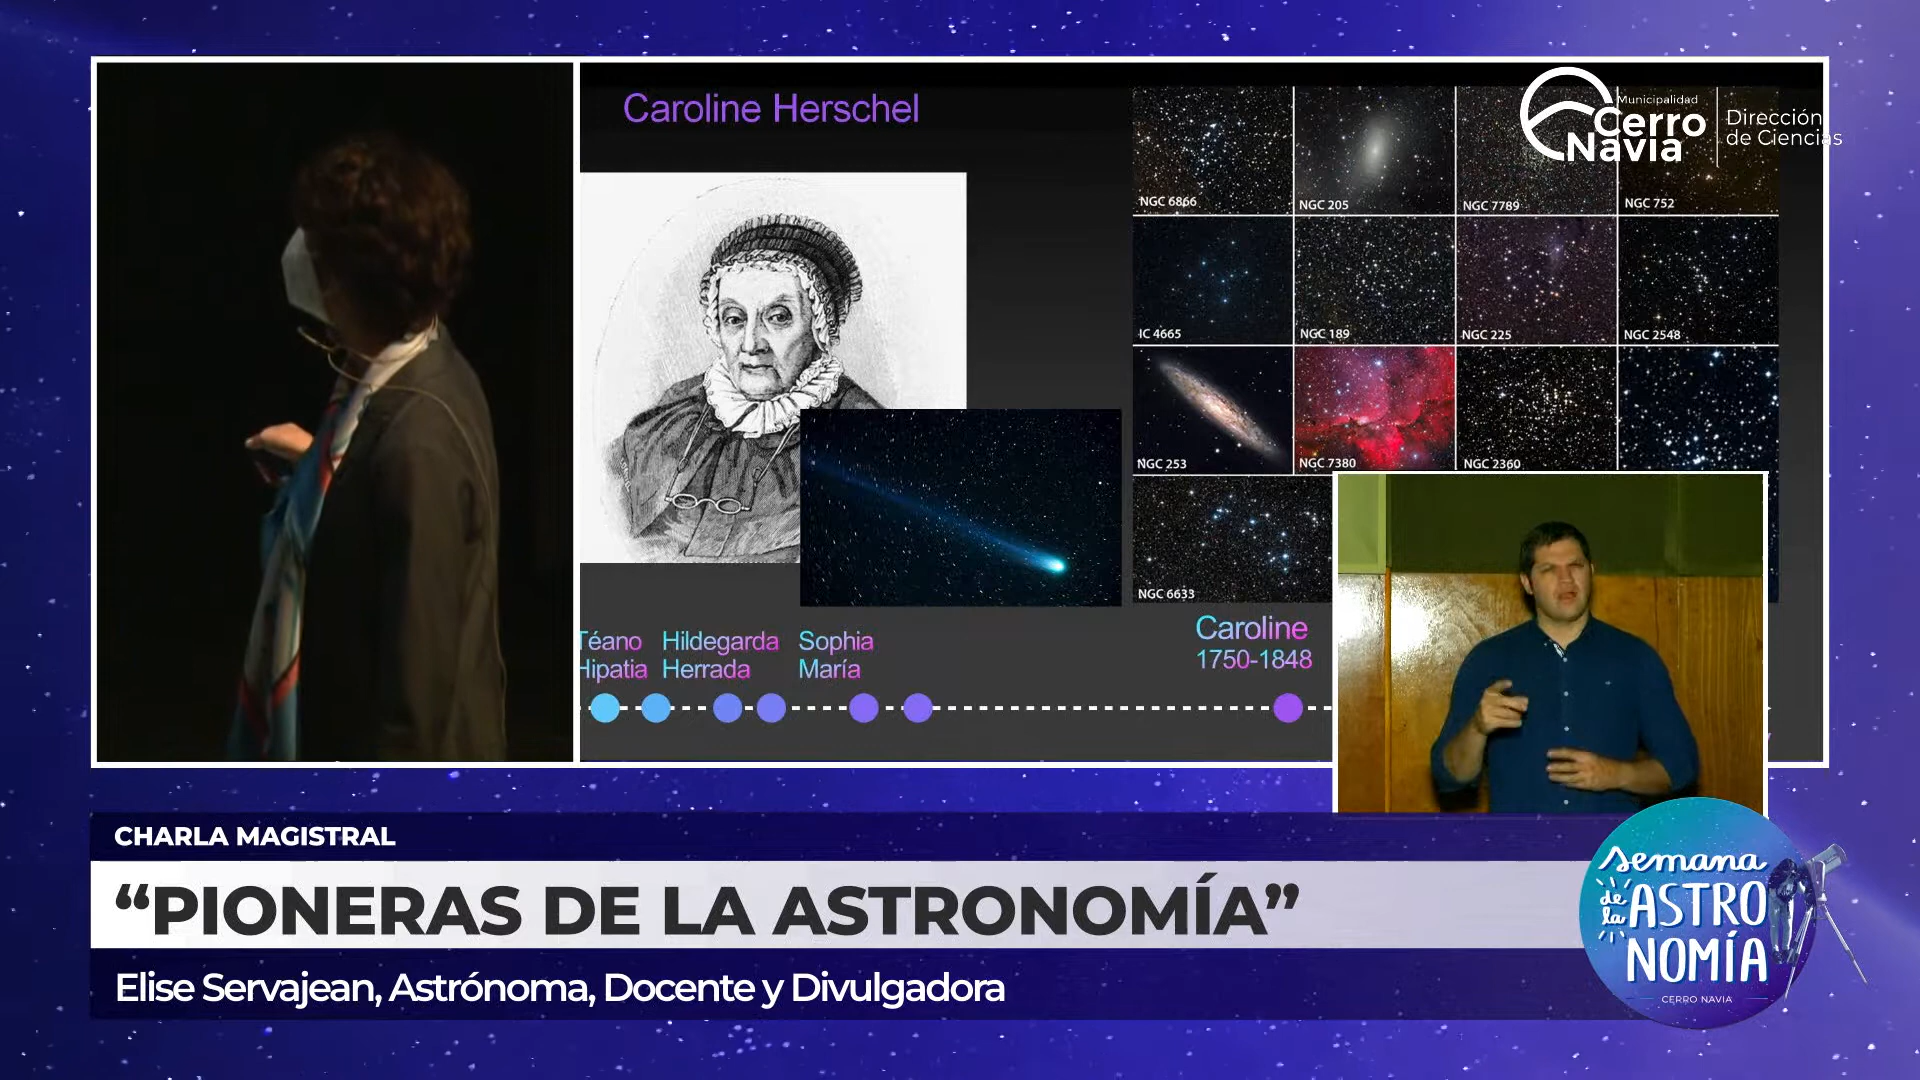 Caroline Herschel
Municipalidad
Cerro
Navia
Dirección
de Ciencias
NGC 6866
NGC 205
NGC 7789
NGC 752
IC 4665
NGC 189
NGC 225
NGC 2548
NGC 253
NGC 7380
NGC 2360
NGC 6633
Téano Hildegarda Sophia
Hipatia Herrada María
Caroline
1750-1848
CHARLA MAGISTRAL
“PIONERAS DE LA ASTRONOMÍA”
Elise Servajean, Astrónoma, Docente y Divulgadora
Semana
de la ASTRO
NOMÍA
CERRO NAVIA